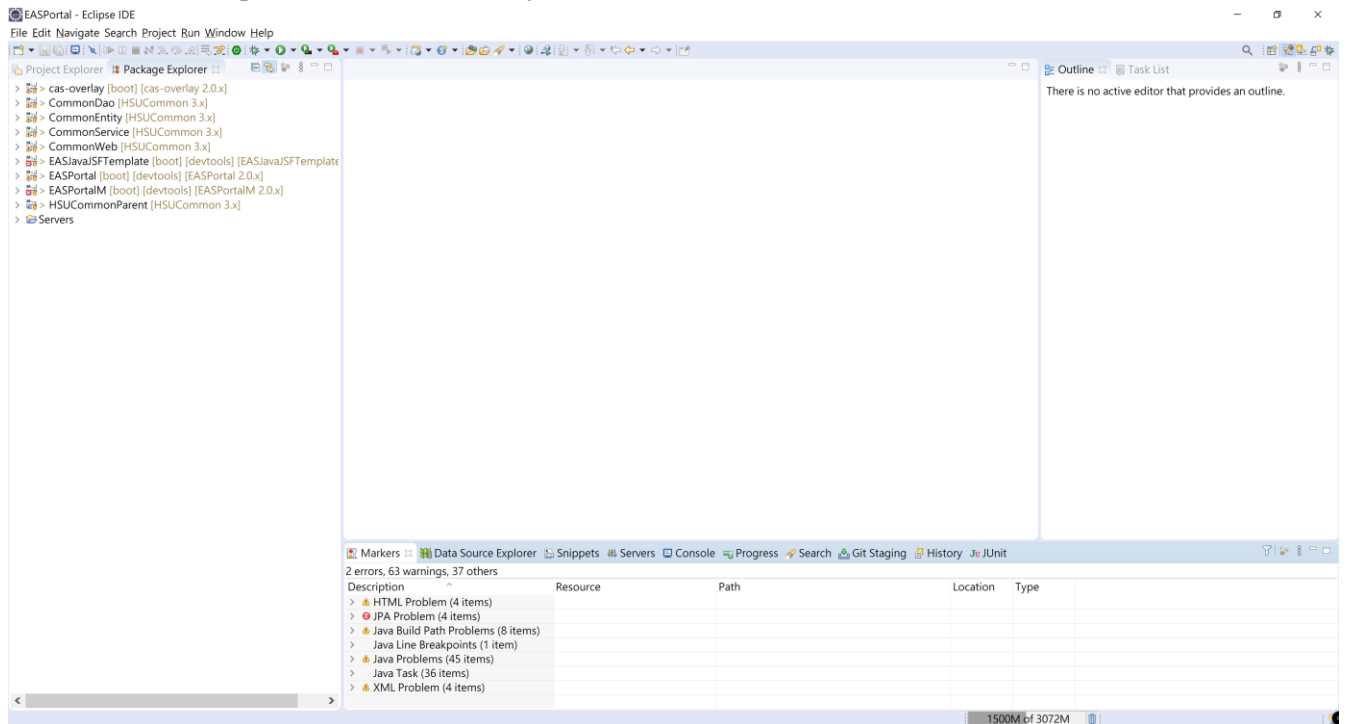 EASPortal - Eclipse IDE
File Edit Navigate Search Project Run Window Help
Project Explorer Package Explorer
> cas-overlay [boot] [cas-overlay 2.0.x]
> CommonDao [HSUCommon 3.x]
> CommonEntity [HSUCommon 3.x]
> CommonService [HSUCommon 3.x]
> CommonWeb [HSUCommon 3.x]
> EASJavaJSFTemplate [boot] [devtools] [EASJavaJSFTemplate
> EASPortal [boot] [devtools] [EASPortal 2.0.x]
> EASPortalM [boot] [devtools] [EASPortalM 2.0.x]
> HSUCommonParent [HSUCommon 3.x]
Servers
Outline Task List
There is no active editor that provides an outline.
Markers Data Source Explorer Snippets Servers Console Progress Search Git Staging History JUnit
2 errors, 63 warnings, 37 others
Description Resource Path Location Type
HTML Problem (4 items)
JPA Problem (4 items)
Java Build Path Problems (8 items)
Java Line Breakpoints (1 item)
Java Problems (45 items)
Java Task (36 items)
XML Problem (4 items)
1500M of 3072M